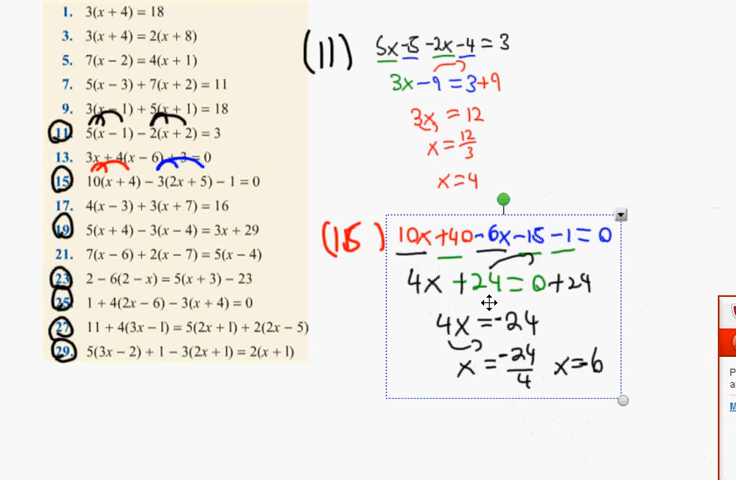 1. 3(x + 4) = 18
3. 3(x + 4) = 2(x + 8)
5. 7(x − 2) = 4(x + 1)
7. 5(x − 3) + 7(x + 2) = 11
9. 3(x − 1) + 5(x + 1) = 18
11. 5(x − 1) − 2(x + 2) = 3
13. 3x + 4(x − 6) + 3 = 0
15. 10(x + 4) − 3(2x + 5) − 1 = 0
17. 4(x − 3) + 3(x + 7) = 16
19. 5(x + 4) − 3(x − 4) = 3x + 29
21. 7(x − 6) + 2(x − 7) = 5(x − 4)
23. 2 − 6(2 − x) = 5(x + 3) − 23
25. 1 + 4(2x − 6) − 3(x + 4) = 0
27. 11 + 4(3x − 1) = 5(2x + 1) + 2(2x − 5)
29. 5(3x − 2) + 1 − 3(2x + 1) = 2(x + 1)
(11) 5x -5 -2x -4 = 3
3x -9 = 3+9
3x = 12
x = 12/3
x = 4
(15) 10x +40 -6x -15 -1 = 0
4x +24 = 0+24
4x = -24
x = -24/4 x = 6